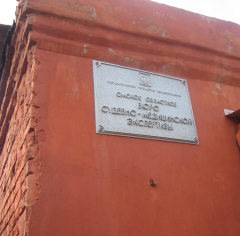 ОМСКОЕ ОБЛАСТНОЕ
БЮРО
СУДЕБНО-МЕДИЦИНСКОЙ
ЭКСПЕРТИЗЫ